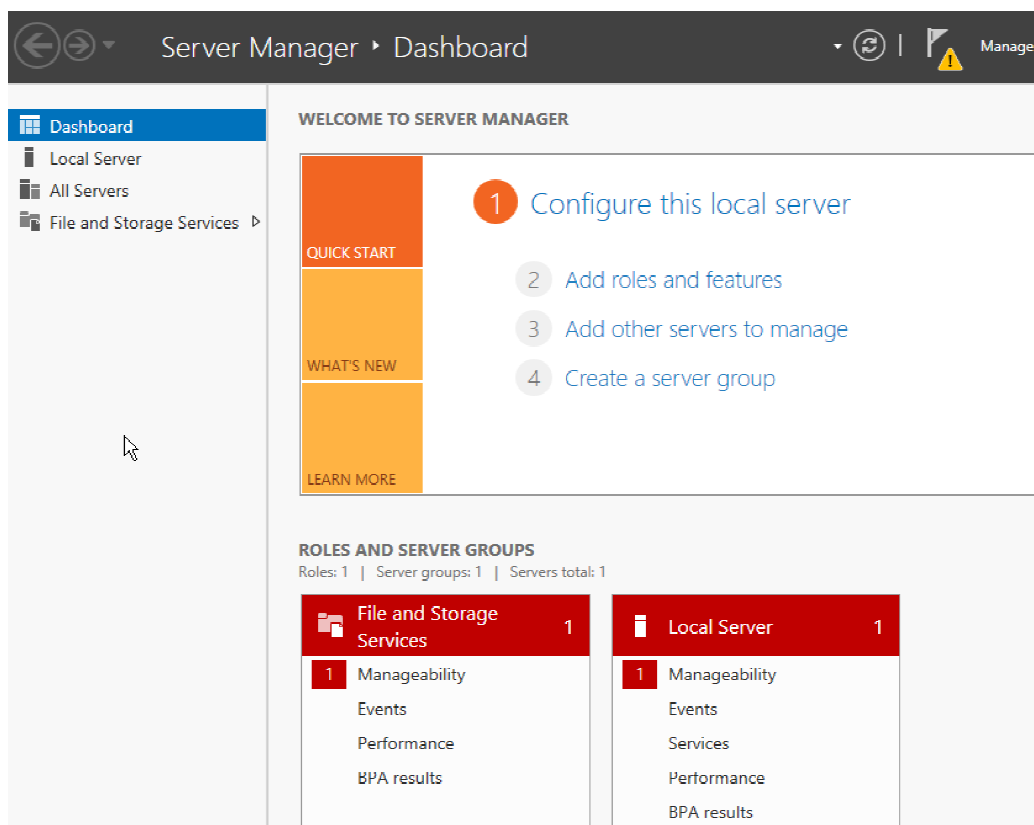 Server Manager ‣ Dashboard
Manage
Dashboard
Local Server
All Servers
File and Storage Services
WELCOME TO SERVER MANAGER
QUICK START
WHAT'S NEW
LEARN MORE
1 Configure this local server
2 Add roles and features
3 Add other servers to manage
4 Create a server group
ROLES AND SERVER GROUPS
Roles: 1 | Server groups: 1 | Servers total: 1
File and Storage
Services 1
1 Manageability
Events
Performance
BPA results
Local Server 1
1 Manageability
Events
Services
Performance
BPA results